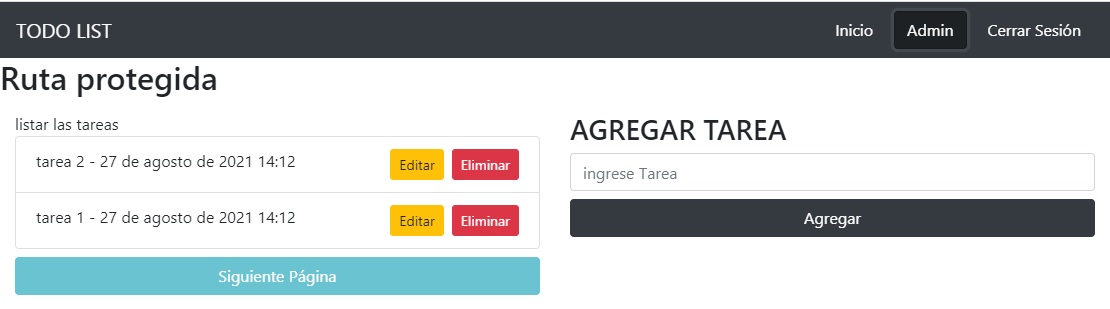 TODO LIST
Inicio
Admin
Cerrar Sesión
Ruta protegida
listar las tareas
tarea 2 - 27 de agosto de 2021 14:12
Editar
Eliminar
tarea 1 - 27 de agosto de 2021 14:12
Editar
Eliminar
Siguiente Página
AGREGAR TAREA
ingrese Tarea
Agregar